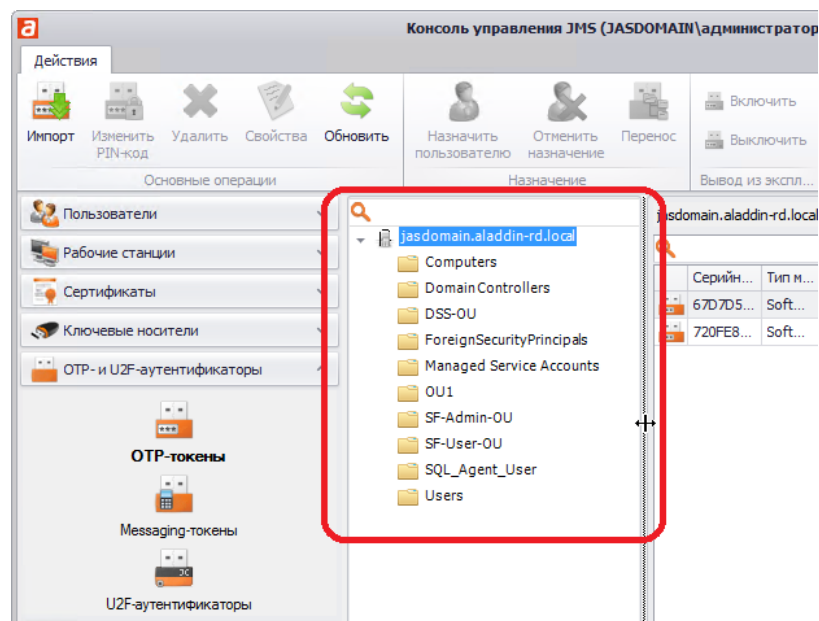 Консоль управления JMS (JASDOMAIN\администратор
Действия
Импорт
Изменить
PIN-код
Удалить
Свойства
Обновить
Назначить
пользователю
Отменить
назначение
Перенос
Включить
Выключить
Основные операции
Назначение
Вывод из экспл...
Пользователи
Рабочие станции
Сертификаты
Ключевые носители
OTP- и U2F-аутентификаторы
OTP-токены
Messaging-токены
U2F-аутентификаторы
jasdomain.aladdin-rd.local
Computers
Domain Controllers
DSS-OU
ForeignSecurityPrincipals
Managed Service Accounts
OU1
SF-Admin-OU
SF-User-OU
SQL_Agent_User
Users
jasdomain.aladdin-rd.local
Серийн... Тип м...
67D7D5... Soft...
720FE8... Soft...